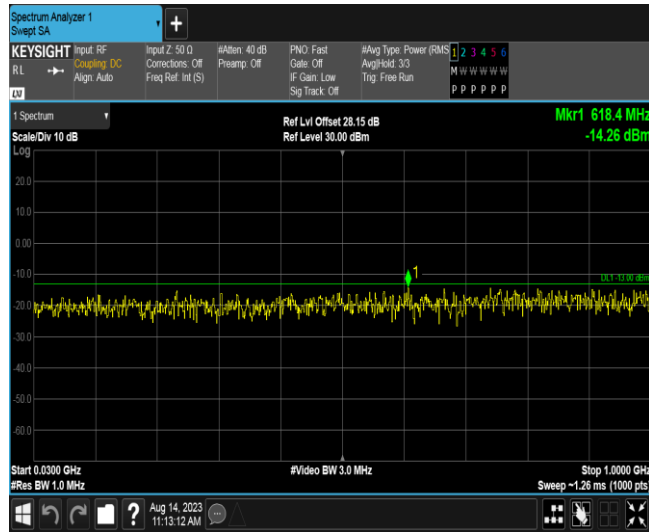 Spectrum Analyzer 1
Swept SA
+
KEYSIGHT
RL
LXI
Input: RF
Coupling: DC
Align: Auto
Input Z: 50 Ω
Corrections: Off
Freq Ref: Int (S)
#Atten: 40 dB
Preamp: Off
PNO: Fast
Gate: Off
IF Gain: Low
Sig Track: Off
#Avg Type: Power (RMS
Avg|Hold: 3/3
Trig: Free Run
1 2 3 4 5 6
M W W W W W
P P P P P P
1 Spectrum
Scale/Div 10 dB
Ref Lvl Offset 28.15 dB
Ref Level 30.00 dBm
Mkr1 618.4 MHz
-14.26 dBm
Log
20.0
10.0
0.00
-10.0
-20.0
-30.0
-40.0
-50.0
-60.0
1
DL1 -13.00 dBm
Start 0.0300 GHz
#Res BW 1.0 MHz
#Video BW 3.0 MHz
Stop 1.0000 GHz
Sweep ~1.26 ms (1000 pts)
?
Aug 14, 2023
11:13:12 AM